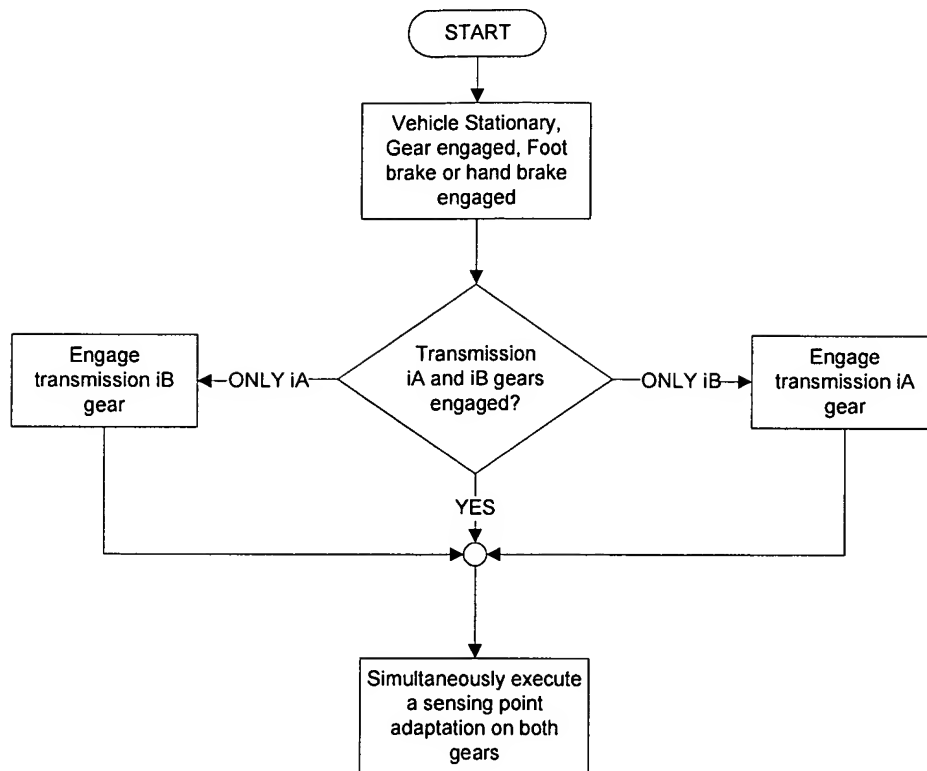 START
Vehicle Stationary,
Gear engaged, Foot
brake or hand brake
engaged
Transmission
iA and iB gears
engaged?
ONLY iA
Engage
transmission iB
gear
ONLY iB
Engage
transmission iA
gear
YES
Simultaneously execute
a sensing point
adaptation on both
gears